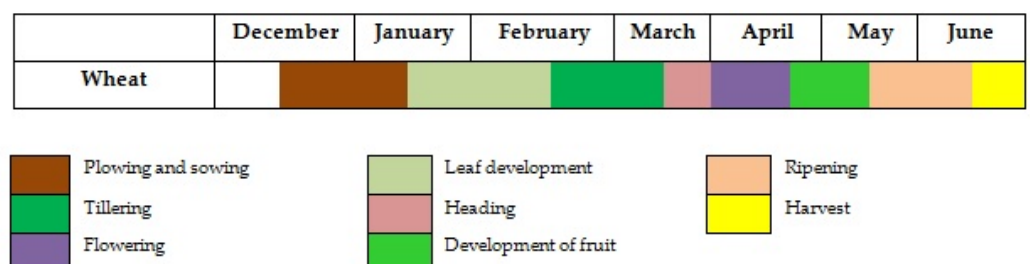 December January February March April May June
Wheat
Plowing and sowing Leaf development Ripening
Tillering Heading Harvest
Flowering Development of fruit